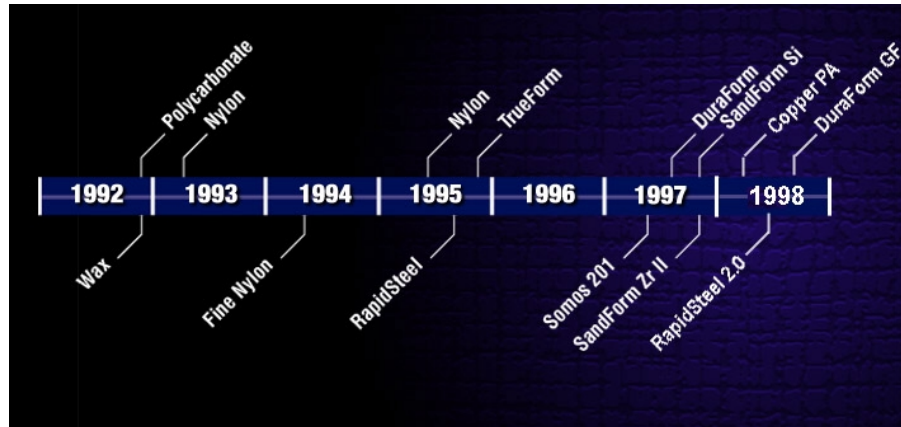 Polycarbonate
Nylon
Nylon
TrueForm
DuraForm
SandForm Si
Copper PA
DuraForm GF
1992
1993
1994
1995
1996
1997
1998
Wax
Fine Nylon
RapidSteel
Somos 201
SandForm Zr II
RapidSteel 2.0